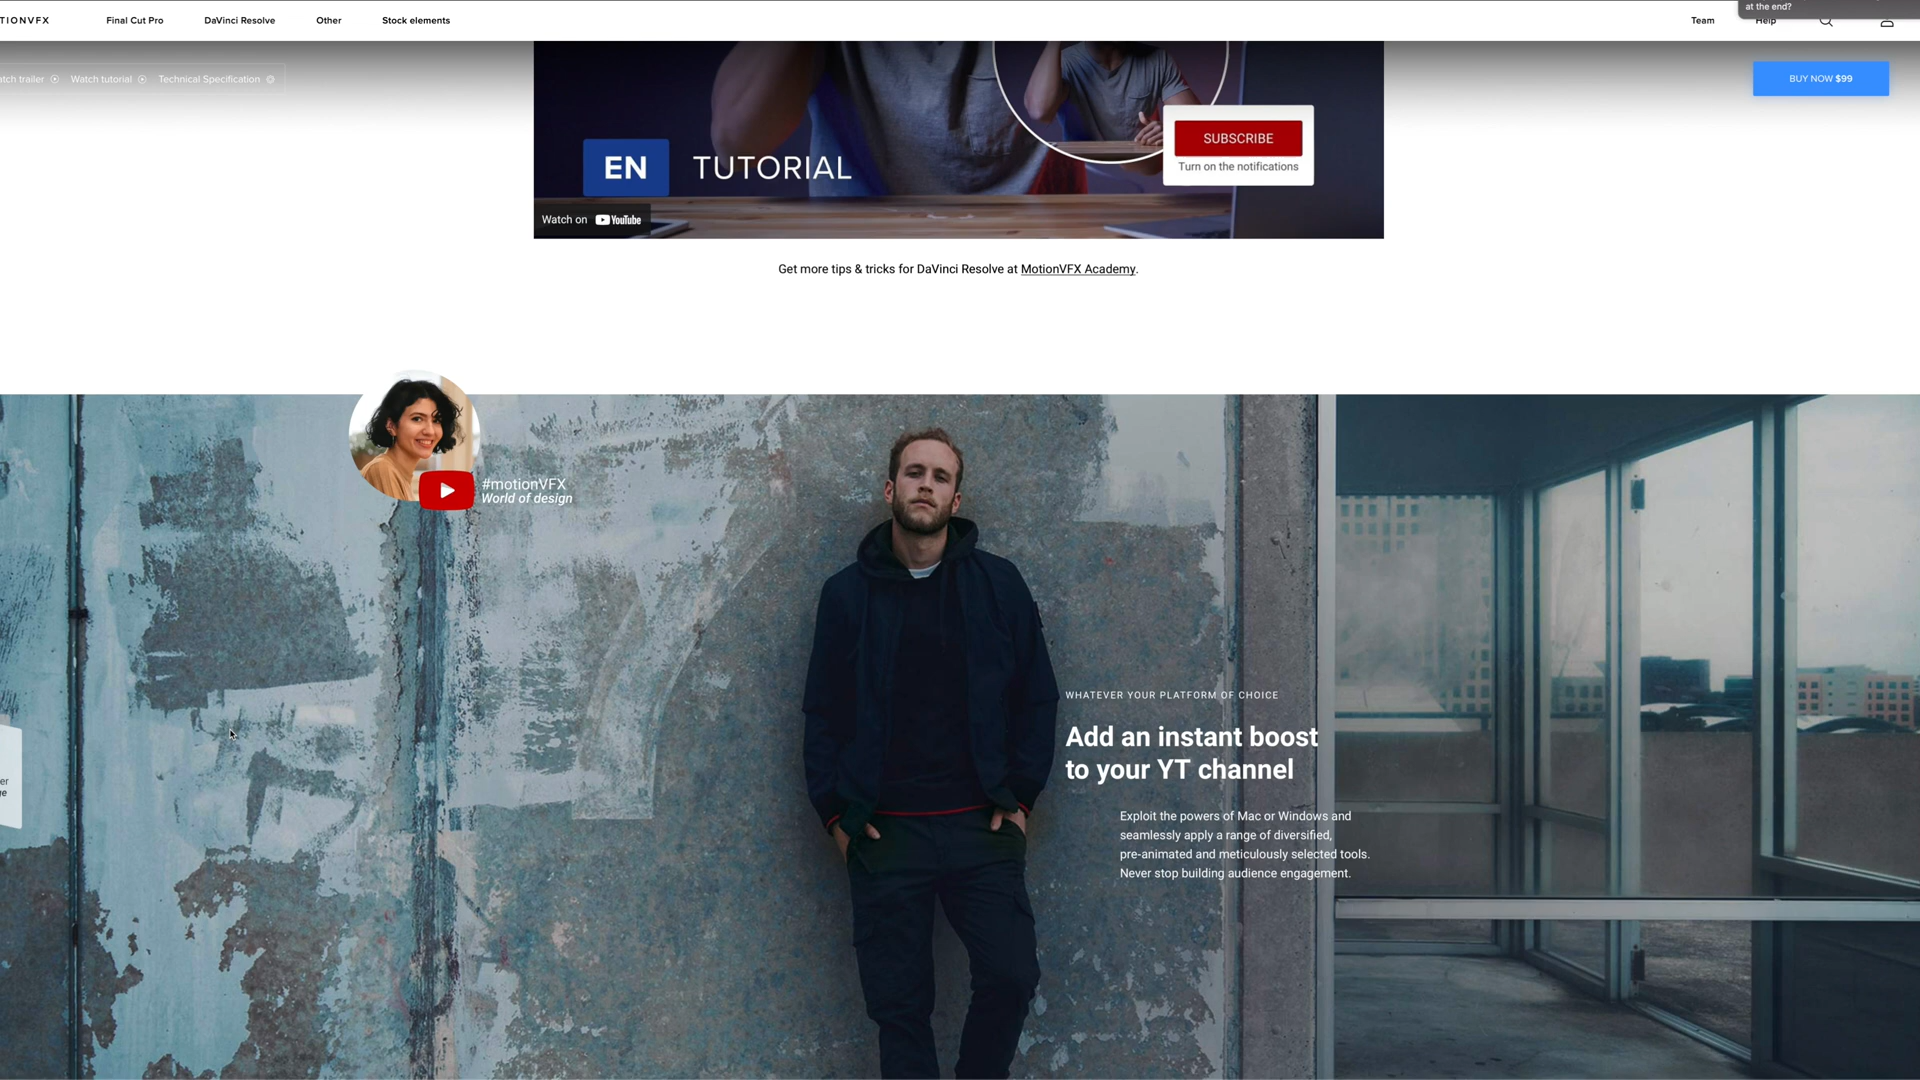 TIONVFX
Final Cut Pro
DaVinci Resolve
Other
Stock elements
Team
Help
at the end?
tch trailer
Watch tutorial
Technical Specification
BUY NOW $99
SUBSCRIBE
Turn on the notifications
EN TUTORIAL
Watch on YouTube
Get more tips & tricks for DaVinci Resolve at MotionVFX Academy.
#motionVFX
World of design
WHATEVER YOUR PLATFORM OF CHOICE
Add an instant boost
to your YT channel
er
Exploit the powers of Mac or Windows and
seamlessly apply a range of diversified,
pre-animated and meticulously selected tools.
Never stop building audience engagement.